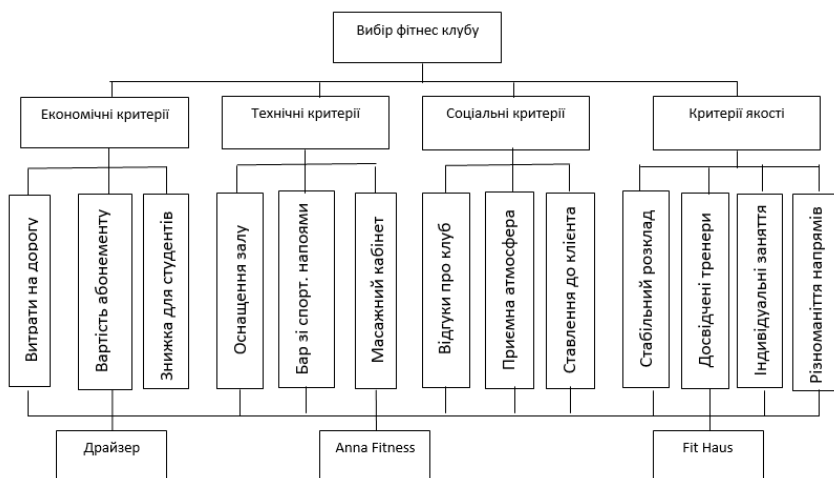 Вибір фітнес клубу
Економічні критерії
Технічні критерії
Соціальні критерії
Критерії якості
Витрати на дорогу
Вартість абонементу
Знижка для студентів
Оснащення залу
Бар зі спорт. напоями
Масажний кабінет
Відгуки про клуб
Приємна атмосфера
Ставлення до клієнта
Стабільний розклад
Досвідчені тренери
Індивідуальні заняття
Різноманіття напрямів
Драйзер
Anna Fitness
Fit Haus